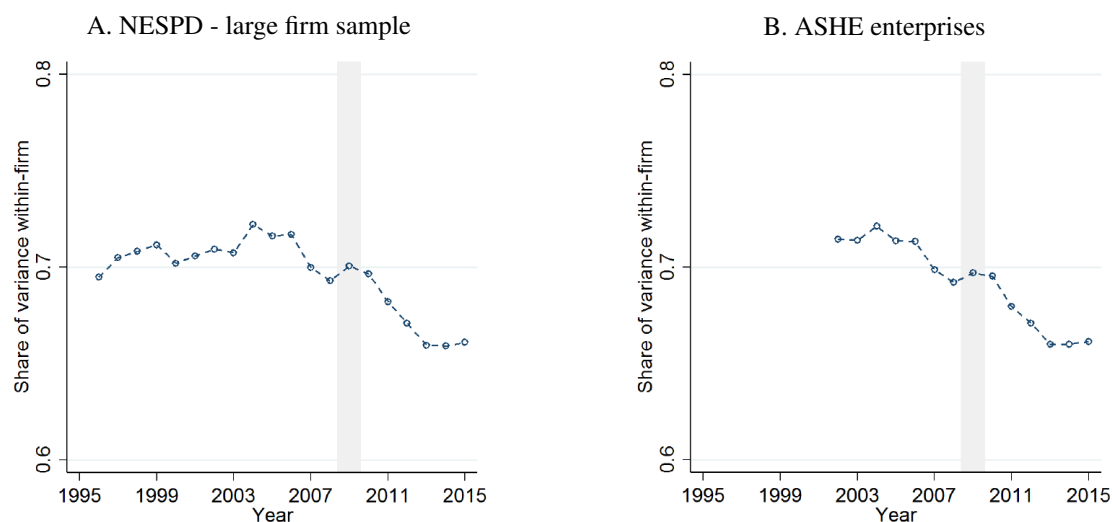 A. NESPD - large firm sample
0.8
0.7
0.6
Share of variance within-firm
1995 1999 2003 2007 2011 2015
Year
B. ASHE enterprises
0.8
0.7
0.6
Share of variance within-firm
1995 1999 2003 2007 2011 2015
Year